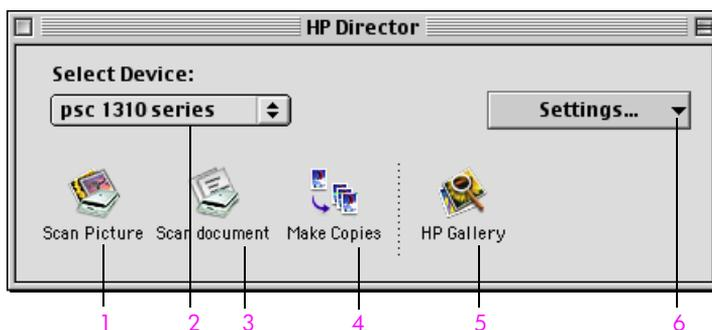 HP Director
Select Device:
psc 1310 series
Settings...
Scan Picture
Scan document
Make Copies
HP Gallery
1
2
3
4
5
6